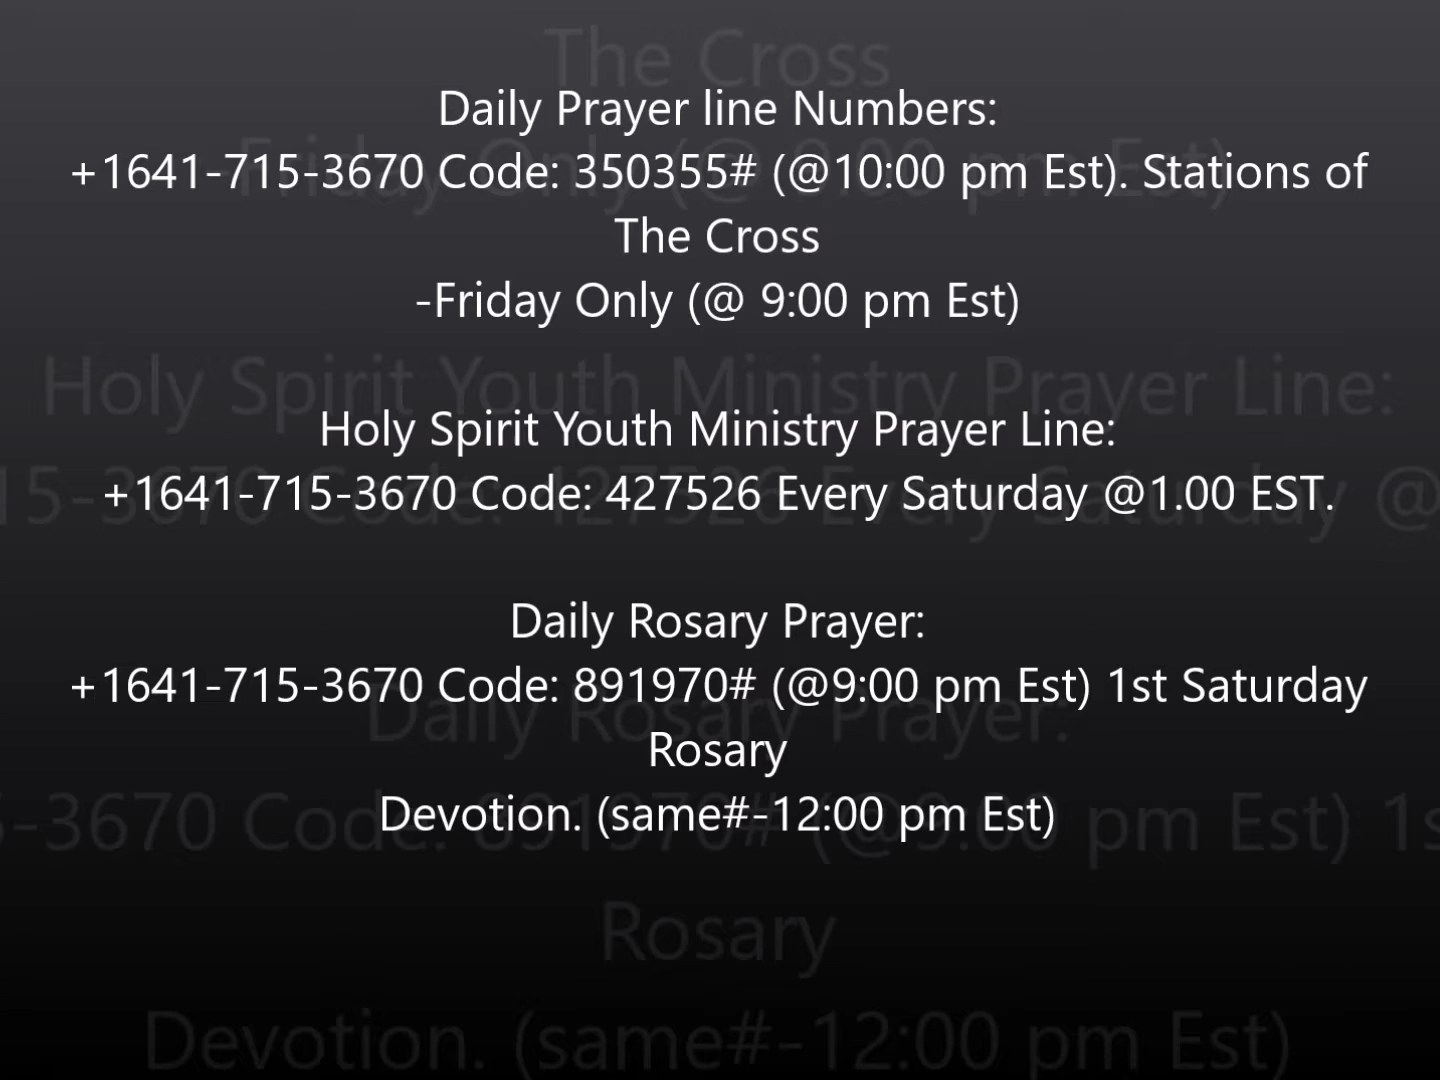 Daily Prayer line Numbers:
+1641-715-3670 Code: 350355# (@10:00 pm Est). Stations of
The Cross
-Friday Only (@ 9:00 pm Est)
Holy Spirit Youth Ministry Prayer Line:
+1641-715-3670 Code: 427526 Every Saturday @1.00 EST.
Daily Rosary Prayer:
+1641-715-3670 Code: 891970# (@9:00 pm Est) 1st Saturday
Rosary
Devotion. (same#-12:00 pm Est)